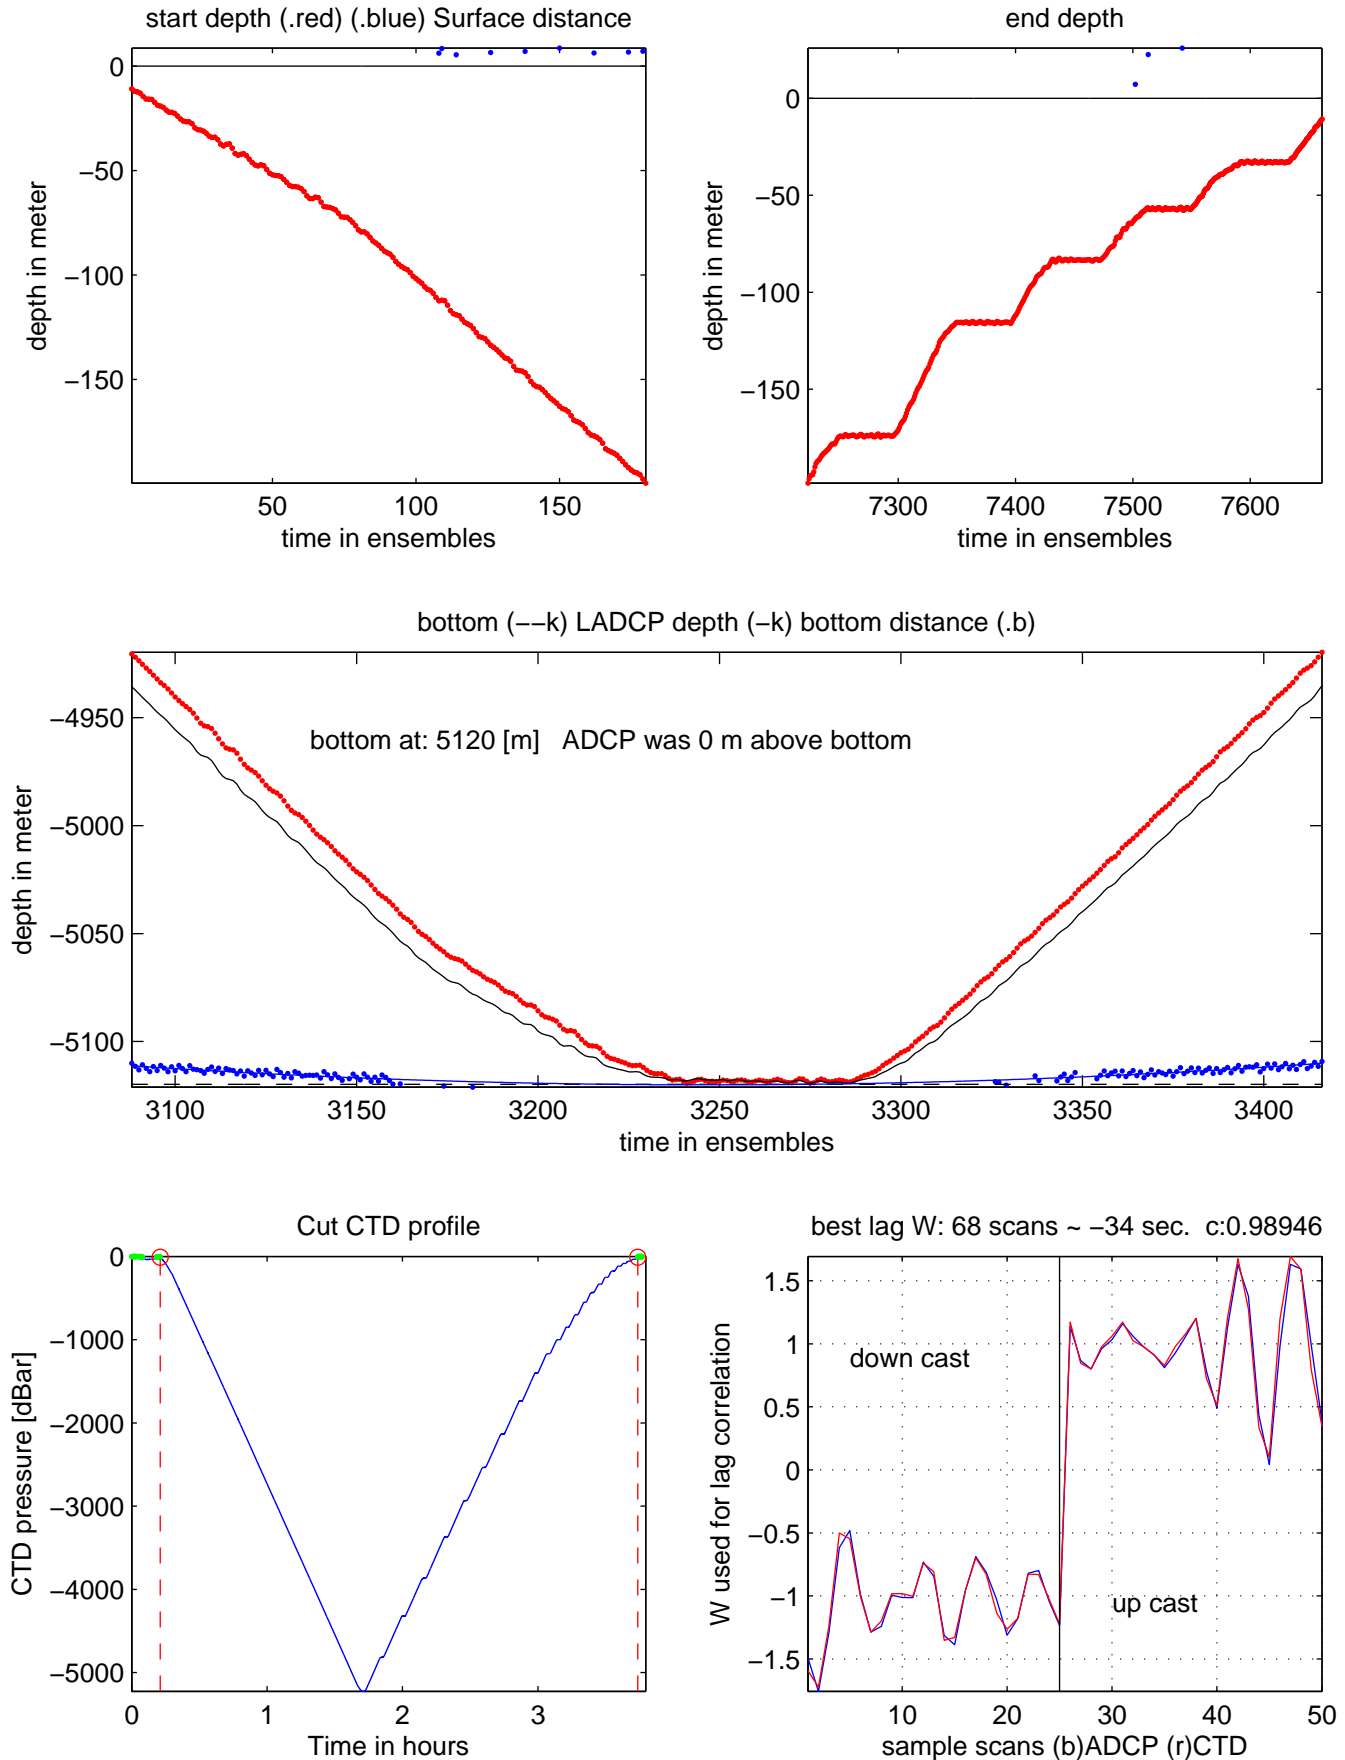 start depth (.red) (.blue) Surface distance
end depth
0
−50
−100
−150
depth in meter
50
100
150
time in ensembles
0
−50
−100
−150
depth in meter
7300
7400
7500
7600
time in ensembles
bottom (−−k) LADCP depth (−k) bottom distance (.b)
bottom at: 5120 [m] ADCP was 0 m above bottom
−4950
−5000
−5050
−5100
depth in meter
3100
3150
3200
3250
3300
3350
3400
time in ensembles
Cut CTD profile
0
−1000
−2000
−3000
−4000
−5000
CTD pressure [dBar]
0
1
2
3
Time in hours
best lag W: 68 scans ~ −34 sec. c:0.98946
1.5
1
0.5
0
−0.5
−1
−1.5
W used for lag correlation
down cast
up cast
10
20
30
40
50
sample scans (b)ADCP (r)CTD